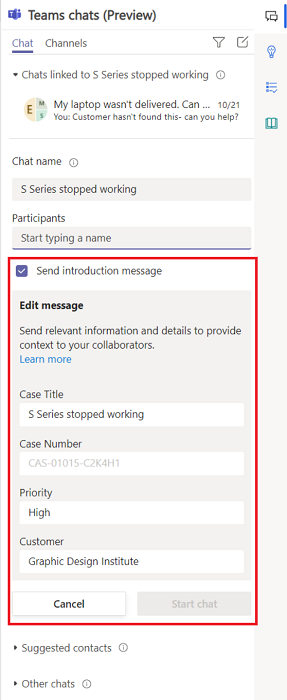 Teams chats (Preview)
Chat Channels
Chats linked to S Series stopped working
E M S
My laptop wasn't delivered. Can ... 10/21
You: Customer hasn't found this- can you help?
Chat name
S Series stopped working
Participants
Start typing a name
Send introduction message
Edit message
Send relevant information and details to provide
context to your collaborators.
Learn more
Case Title
S Series stopped working
Case Number
CAS-01015-C2K4H1
Priority
High
Customer
Graphic Design Institute
Cancel Start chat
Suggested contacts
Other chats